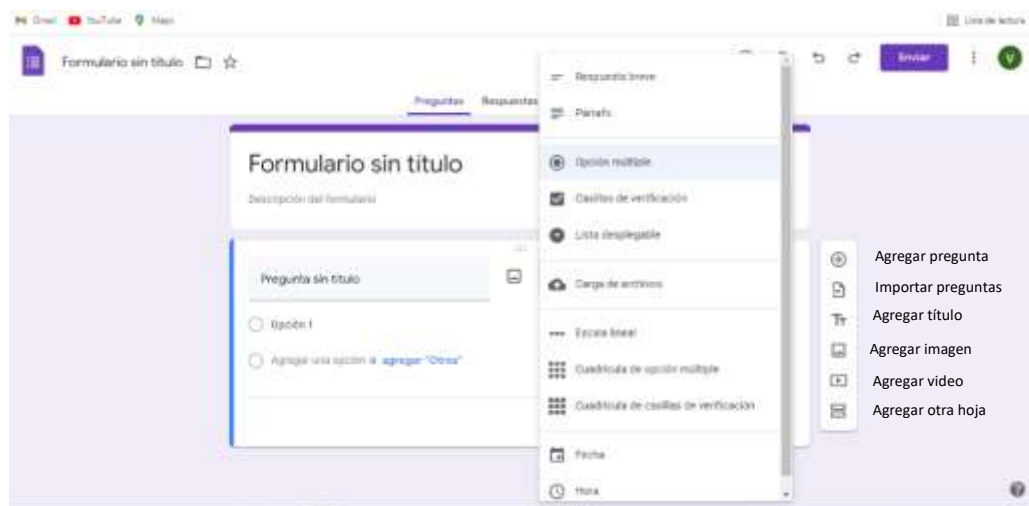 Gmail YouTube Maps Lista de lectura
Formulario sin título Enviar V
Preguntas Respuestas
Formulario sin título
Descripción del formulario
Pregunta sin título
Opción 1
Agregar una opción o agregar "Otros"
Respuesta breve
Párrafo
Opción múltiple
Casillas de verificación
Lista desplegable
Carga de archivos
Escala lineal
Cuadrícula de opción múltiple
Cuadrícula de casillas de verificación
Fecha
Hora
Agregar pregunta
Importar preguntas
Agregar título
Agregar imagen
Agregar video
Agregar otra hoja